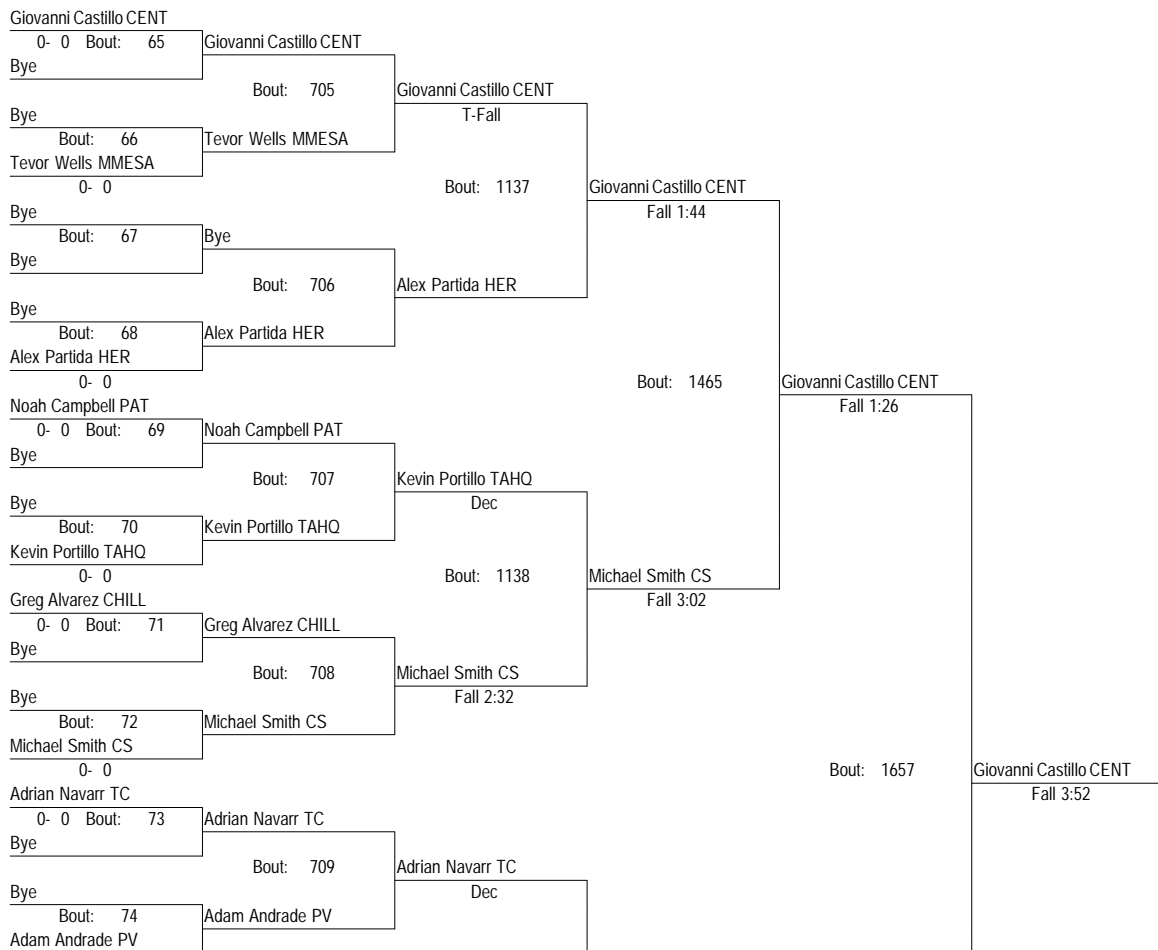 Giovanni Castillo CENT
0- 0 Bout: 65 Giovanni Castillo CENT
Bye
Bout: 705 Giovanni Castillo CENT
Bye T-Fall
Bout: 66 Tevor Wells MMESA
Tevor Wells MMESA
0- 0 Bout: 1137 Giovanni Castillo CENT
Bye Fall 1:44
Bout: 67 Bye
Bye
Bout: 706 Alex Partida HER
Bye
Bout: 68 Alex Partida HER
Alex Partida HER
0- 0 Bout: 1465 Giovanni Castillo CENT
Noah Campbell PAT Fall 1:26
0- 0 Bout: 69 Noah Campbell PAT
Bye
Bout: 707 Kevin Portillo TAHQ
Bye Dec
Bout: 70 Kevin Portillo TAHQ
Kevin Portillo TAHQ
0- 0 Bout: 1138 Michael Smith CS
Greg Alvarez CHILL Fall 3:02
0- 0 Bout: 71 Greg Alvarez CHILL
Bye
Bout: 708 Michael Smith CS
Bye Fall 2:32
Bout: 72 Michael Smith CS
Michael Smith CS
0- 0 Bout: 1657 Giovanni Castillo CENT
Adrian Navarr TC Fall 3:52
0- 0 Bout: 73 Adrian Navarr TC
Bye
Bout: 709 Adrian Navarr TC
Bye Dec
Bout: 74 Adam Andrade PV
Adam Andrade PV